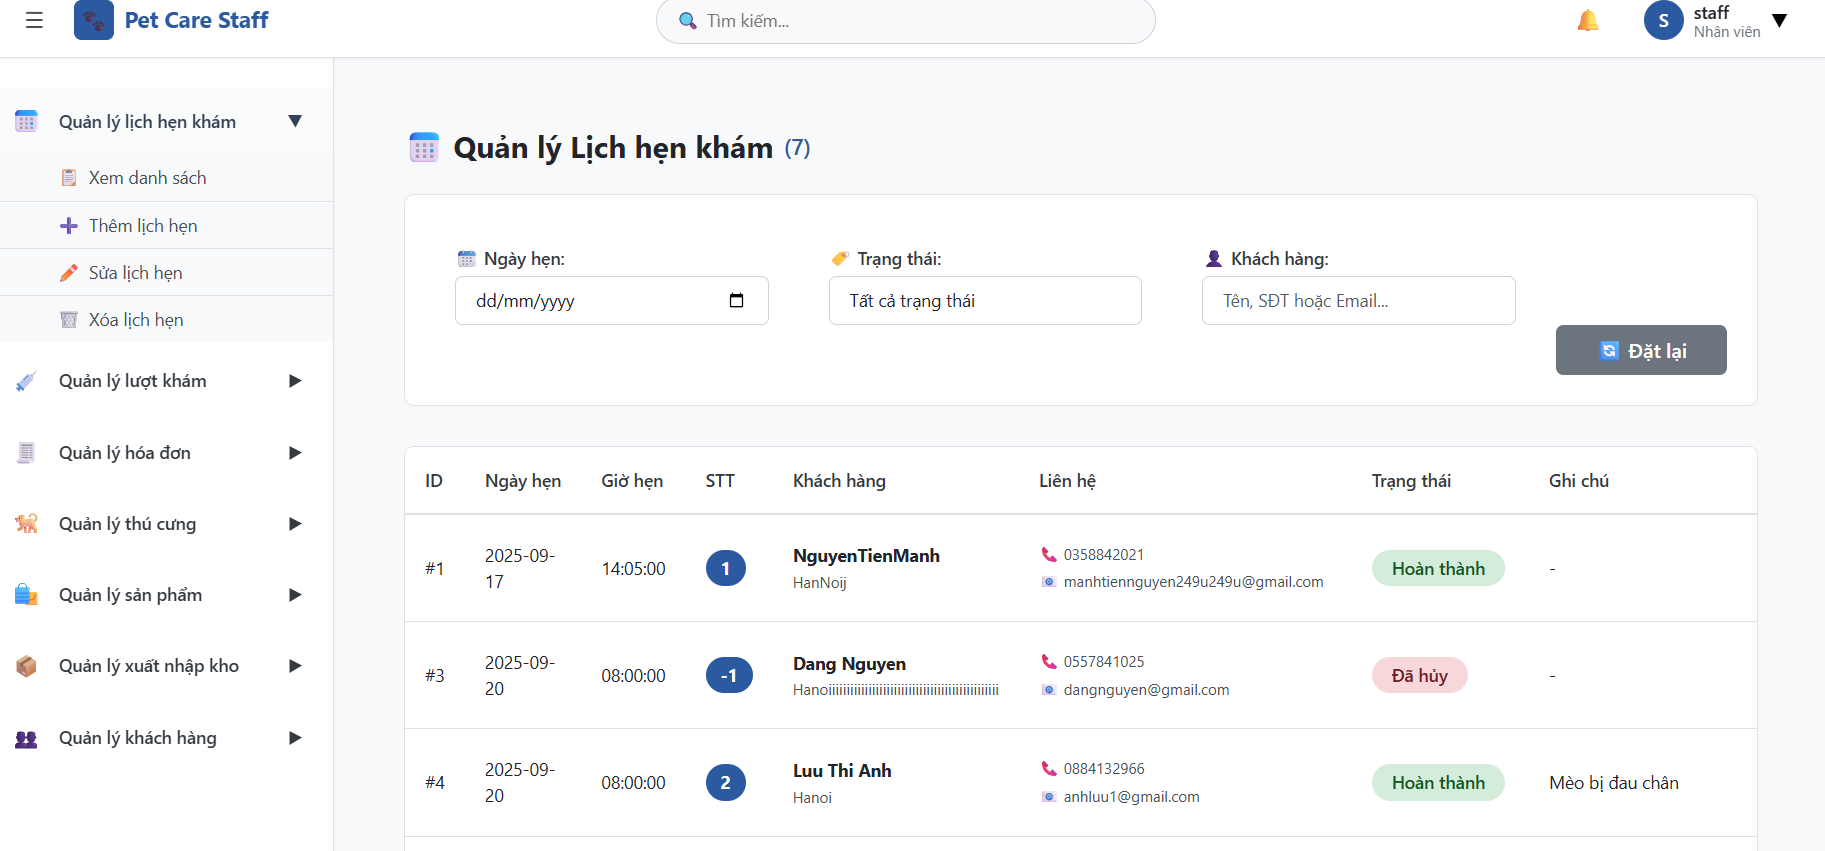 Pet Care Staff
Tìm kiếm...
S
staff
Nhân viên
Quản lý lịch hẹn khám
Xem danh sách
Thêm lịch hẹn
Sửa lịch hẹn
Xóa lịch hẹn
Quản lý lượt khám
Quản lý hóa đơn
Quản lý thú cưng
Quản lý sản phẩm
Quản lý xuất nhập kho
Quản lý khách hàng
Quản lý Lịch hẹn khám (7)
Ngày hẹn:
dd/mm/yyyy
Trạng thái:
Tất cả trạng thái
Khách hàng:
Tên, SĐT hoặc Email...
Đặt lại
ID Ngày hẹn Giờ hẹn STT Khách hàng Liên hệ Trạng thái Ghi chú
#1
2025-09-
17
14:05:00
1
NguyenTienManh
HanNoij
0358842021
manhtiennguyen249u249u@gmail.com
Hoàn thành
-
#3
2025-09-
20
08:00:00
-1
Dang Nguyen
0557841025
dangnguyen@gmail.com
Đã hủy
-
#4
2025-09-
20
08:00:00
2
Luu Thi Anh
Hanoi
0884132966
anhluu1@gmail.com
Hoàn thành
Mèo bị đau chân